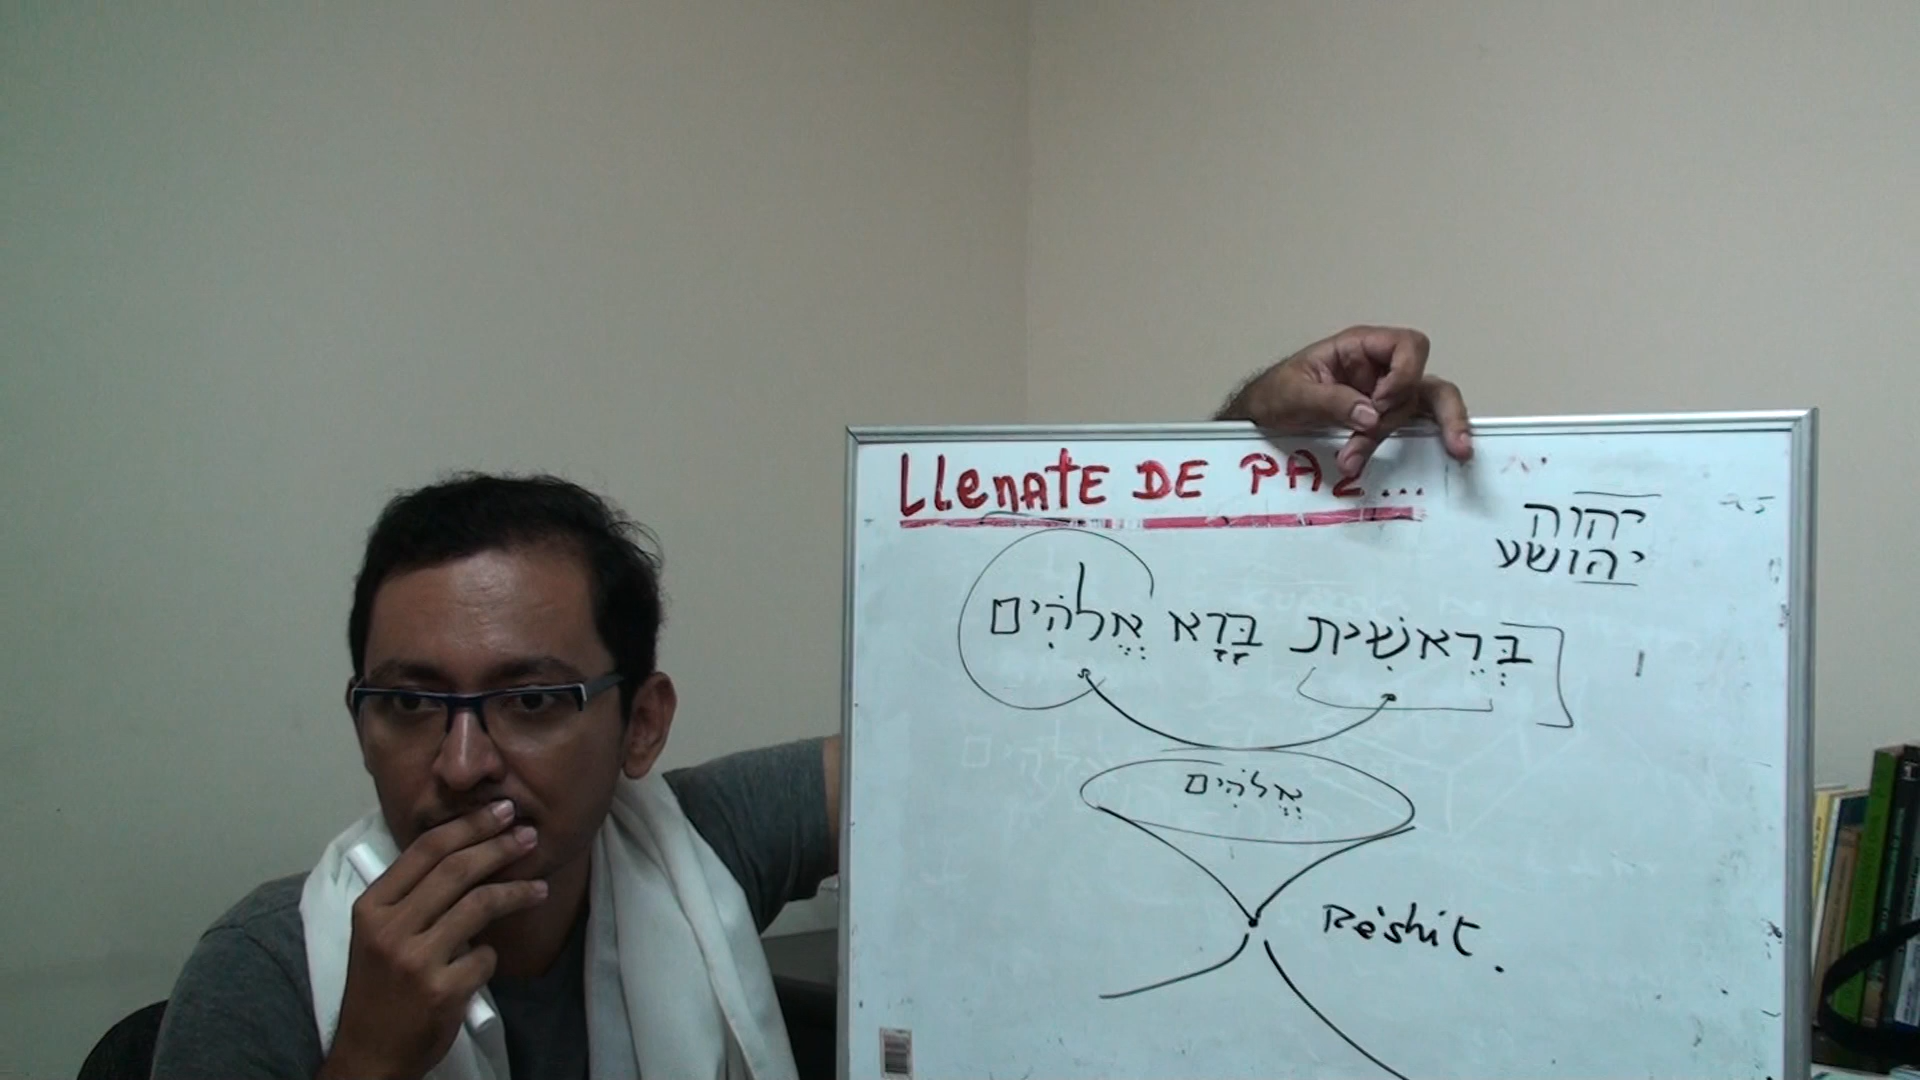 LLenATE DE PAZ...
יהוה
יהושע
בְּרֵאשִׁית בָּרָא אֱלֹהִים
אֱלֹהִים
Re'shit.